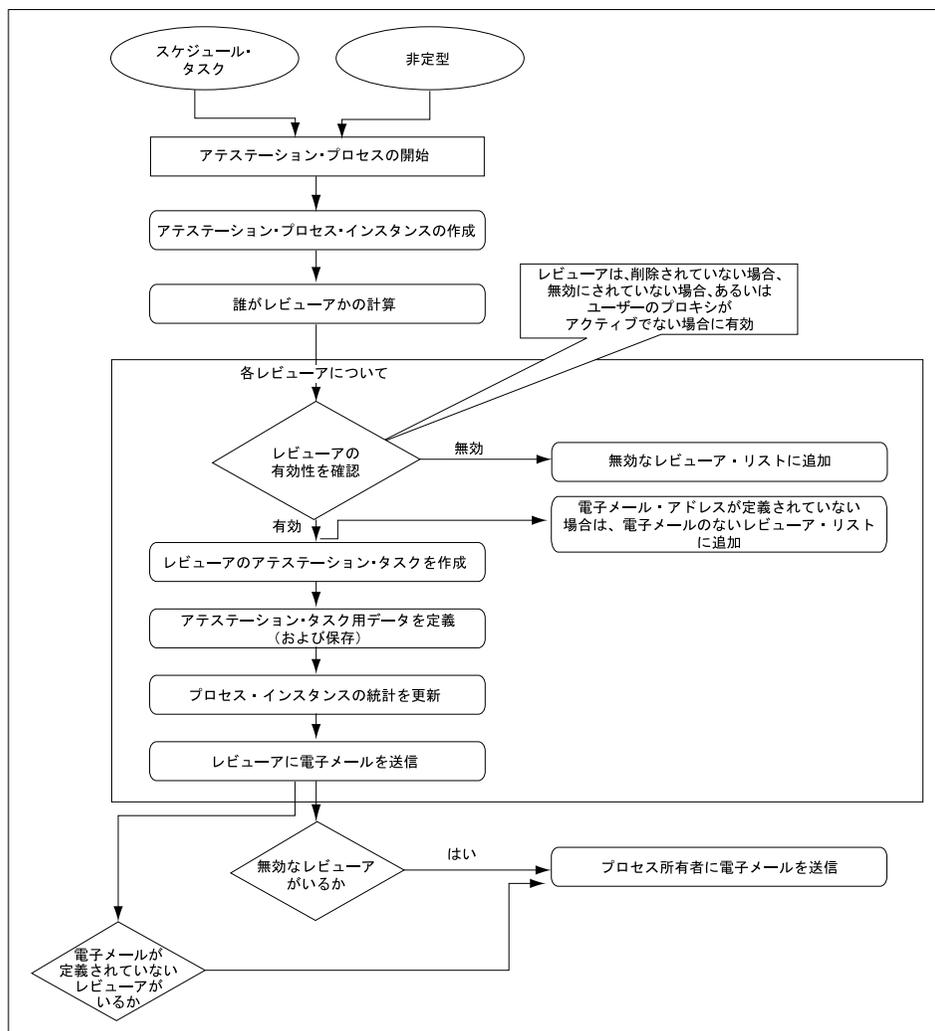 スケジュール・
タスク
非定型
アテステーション・プロセスの開始
アテステーション・プロセス・インスタンスの作成
誰がレビューアかの計算
レビューアは、削除されていない場合、
無効にされていない場合、あるいは
ユーザーのプロキシが
アクティブでない場合に有効
各レビューアについて
レビューアの
有効性を確認
無効
無効なレビューア・リストに追加
有効
電子メール・アドレスが定義されていない
場合は、電子メールのないレビューア・リスト
に追加
レビューアのアテステーション・タスクを作成
アテステーション・タスク用データを定義
（および保存）
プロセス・インスタンスの統計を更新
レビューアに電子メールを送信
無効なレビューア
がいるか
はい
プロセス所有者に電子メールを送信
電子メールが
定義されていない
レビューアが
いるか